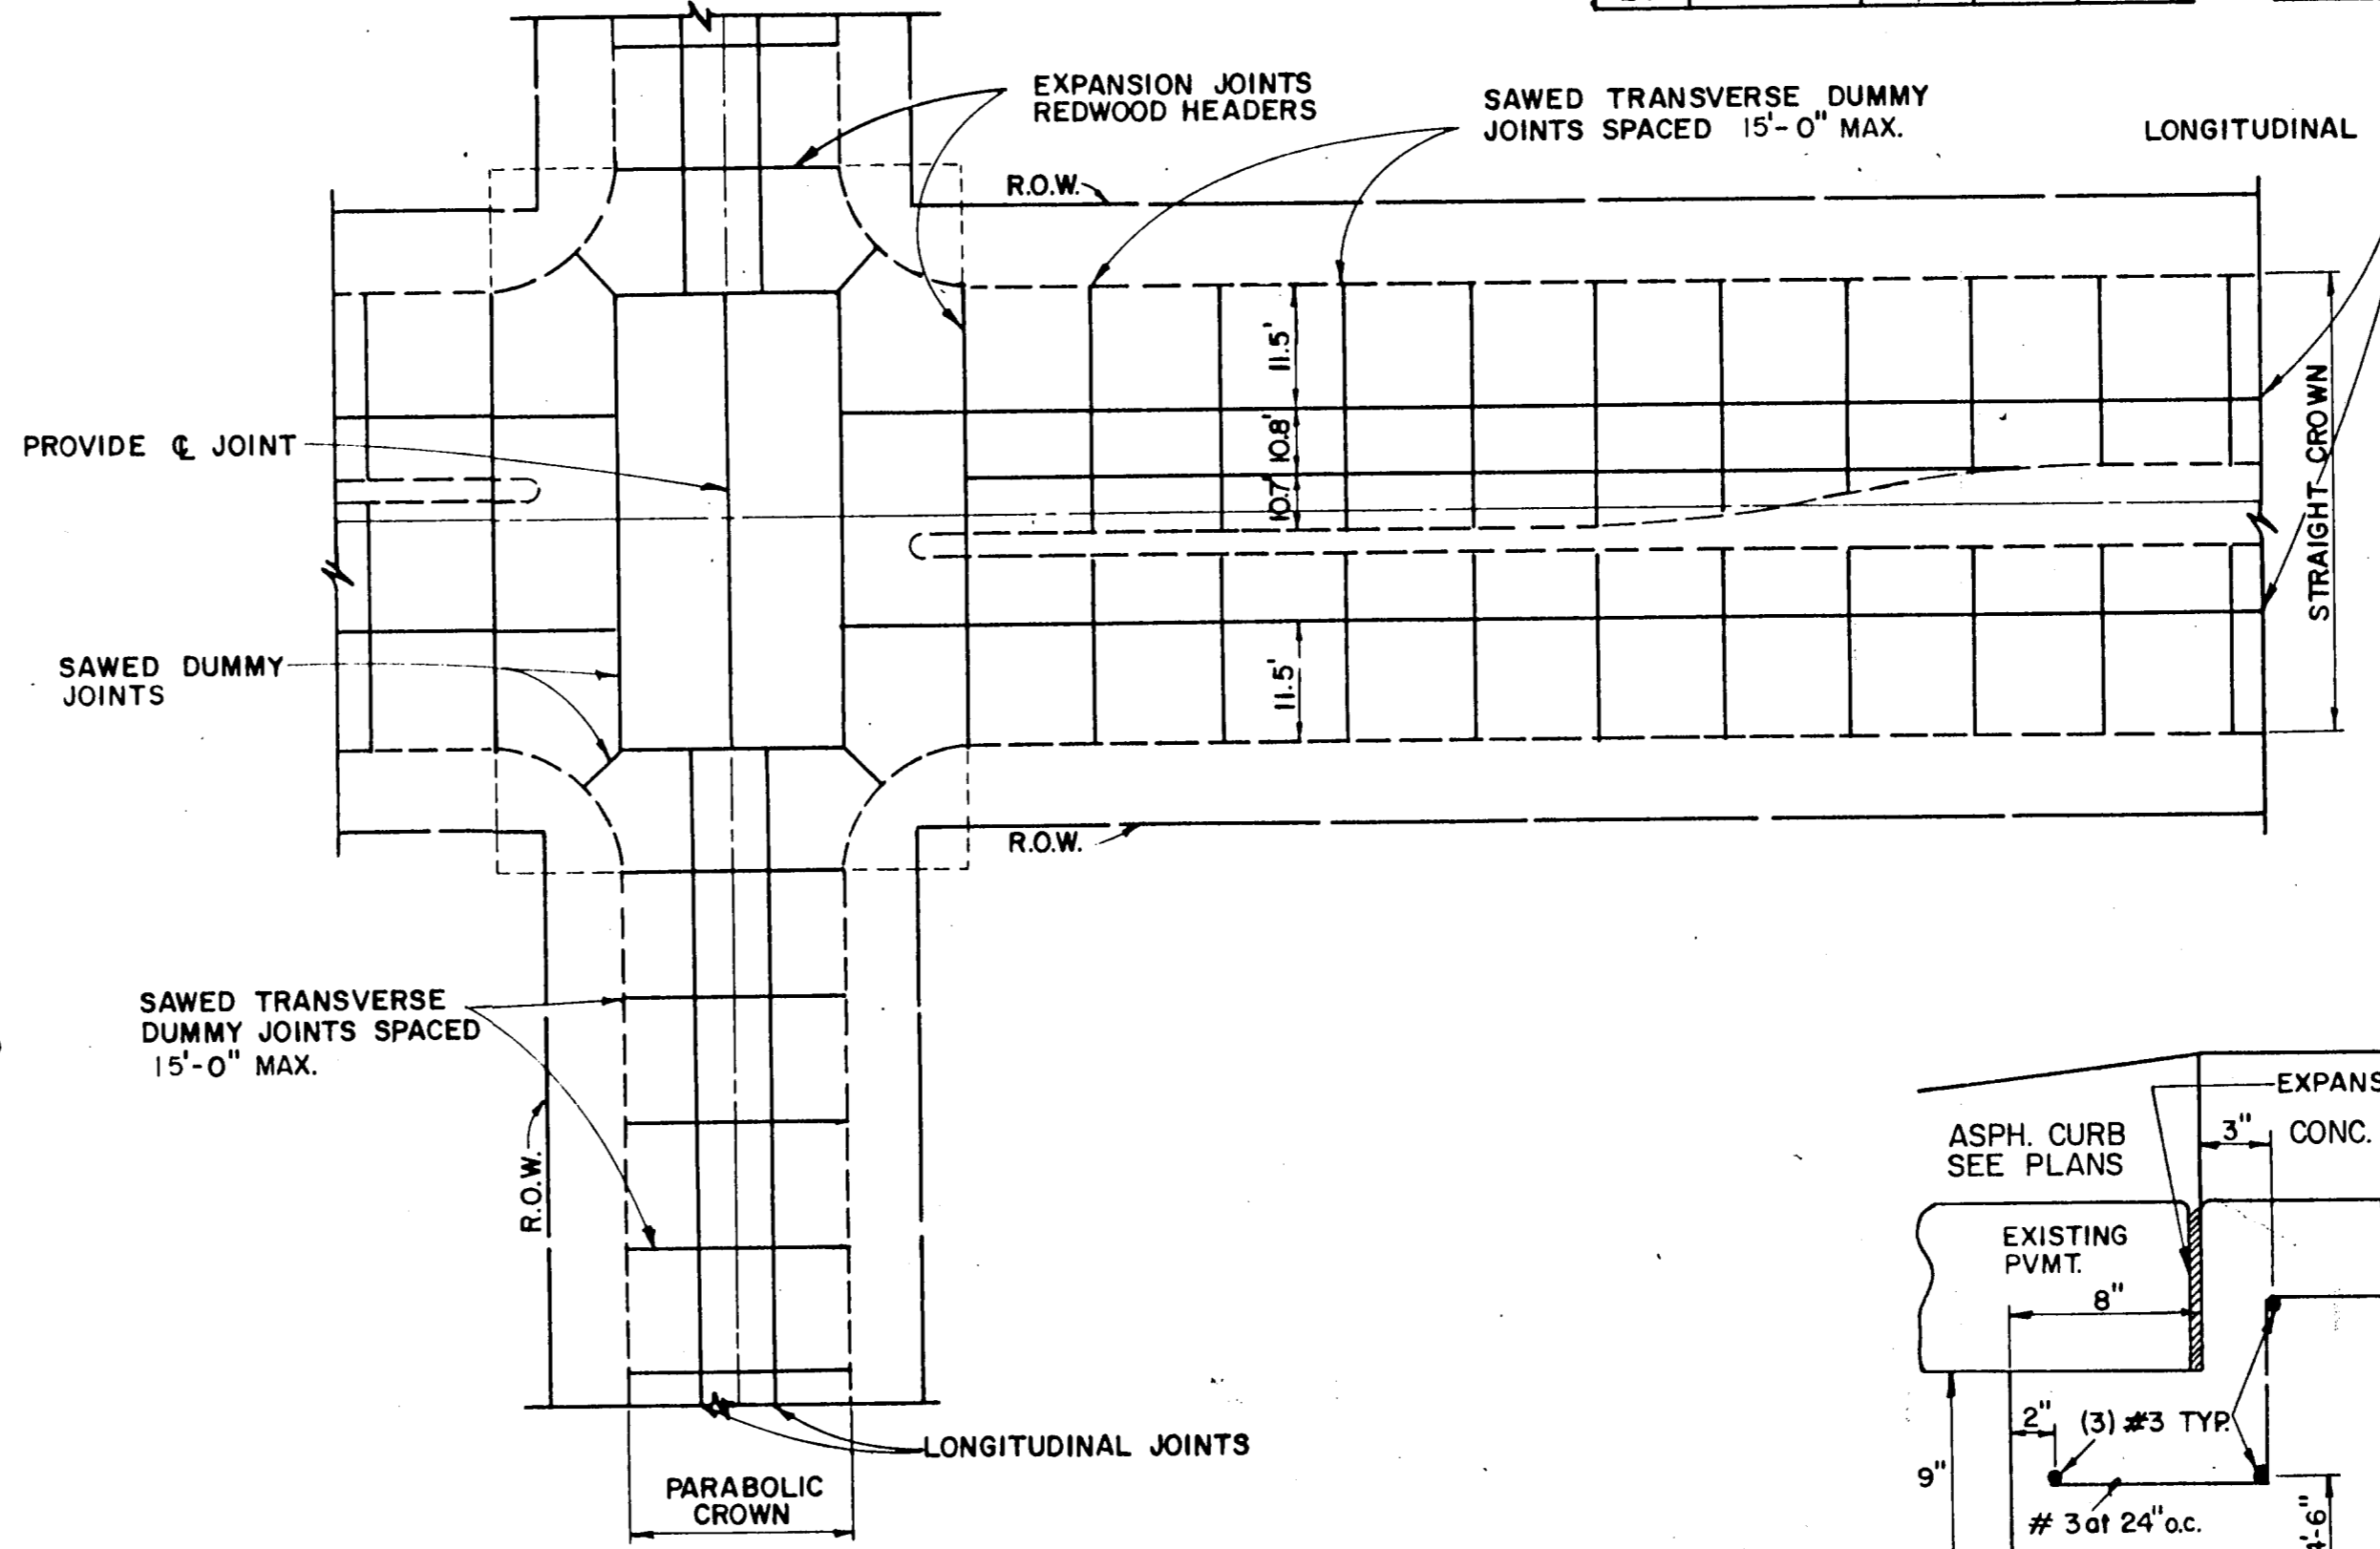 EXPANSION JOINTS
REDWOOD HEADERS
SAWED TRANSVERSE DUMMY
JOINTS SPACED 15'-0" MAX.
LONGITUDINAL
R.O.W.
11.5'
10.8'
10.7'
STRAIGHT CROWN
PROVIDE ℄ JOINT
SAWED DUMMY
JOINTS
11.5'
R.O.W.
SAWED TRANSVERSE
DUMMY JOINTS SPACED
15'-0" MAX.
R.O.W.
LONGITUDINAL JOINTS
PARABOLIC
CROWN
EXPANS
ASPH. CURB
SEE PLANS
3"
CONC.
EXISTING
PVMT.
8"
2"
(3) #3 TYP.
9"
# 3 at 24" o.c.